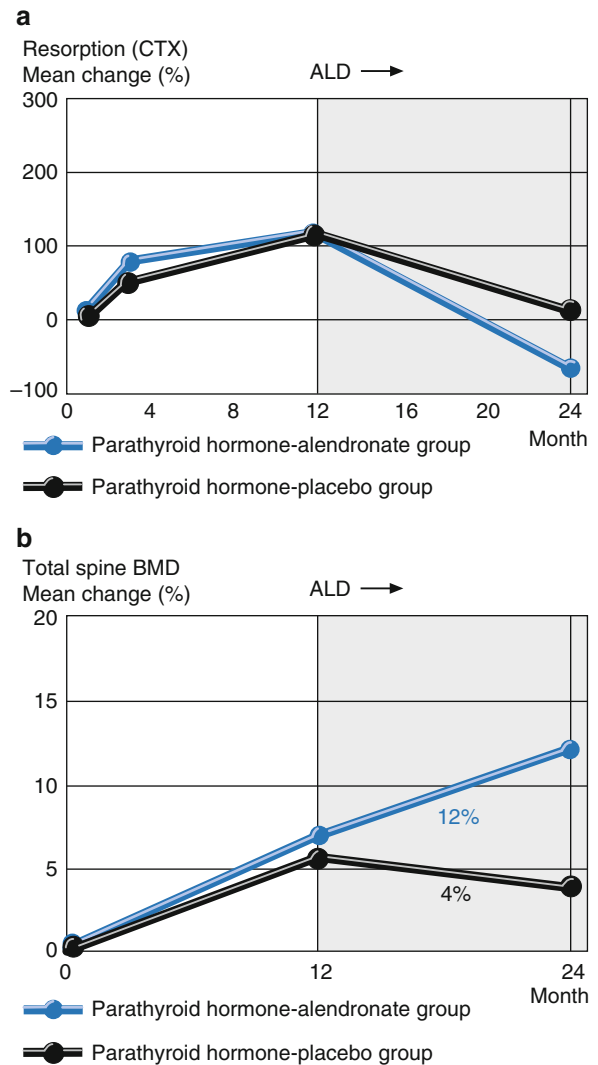 a
Resorption (CTX)
Mean change (%)
ALD
300
200
100
0
–100
0 4 8 12 16 20 24
Month
Parathyroid hormone-alendronate group
Parathyroid hormone-placebo group
b
Total spine BMD
Mean change (%)
ALD
20
15
10
12%
5
4%
0
0 12 24
Month
Parathyroid hormone-alendronate group
Parathyroid hormone-placebo group